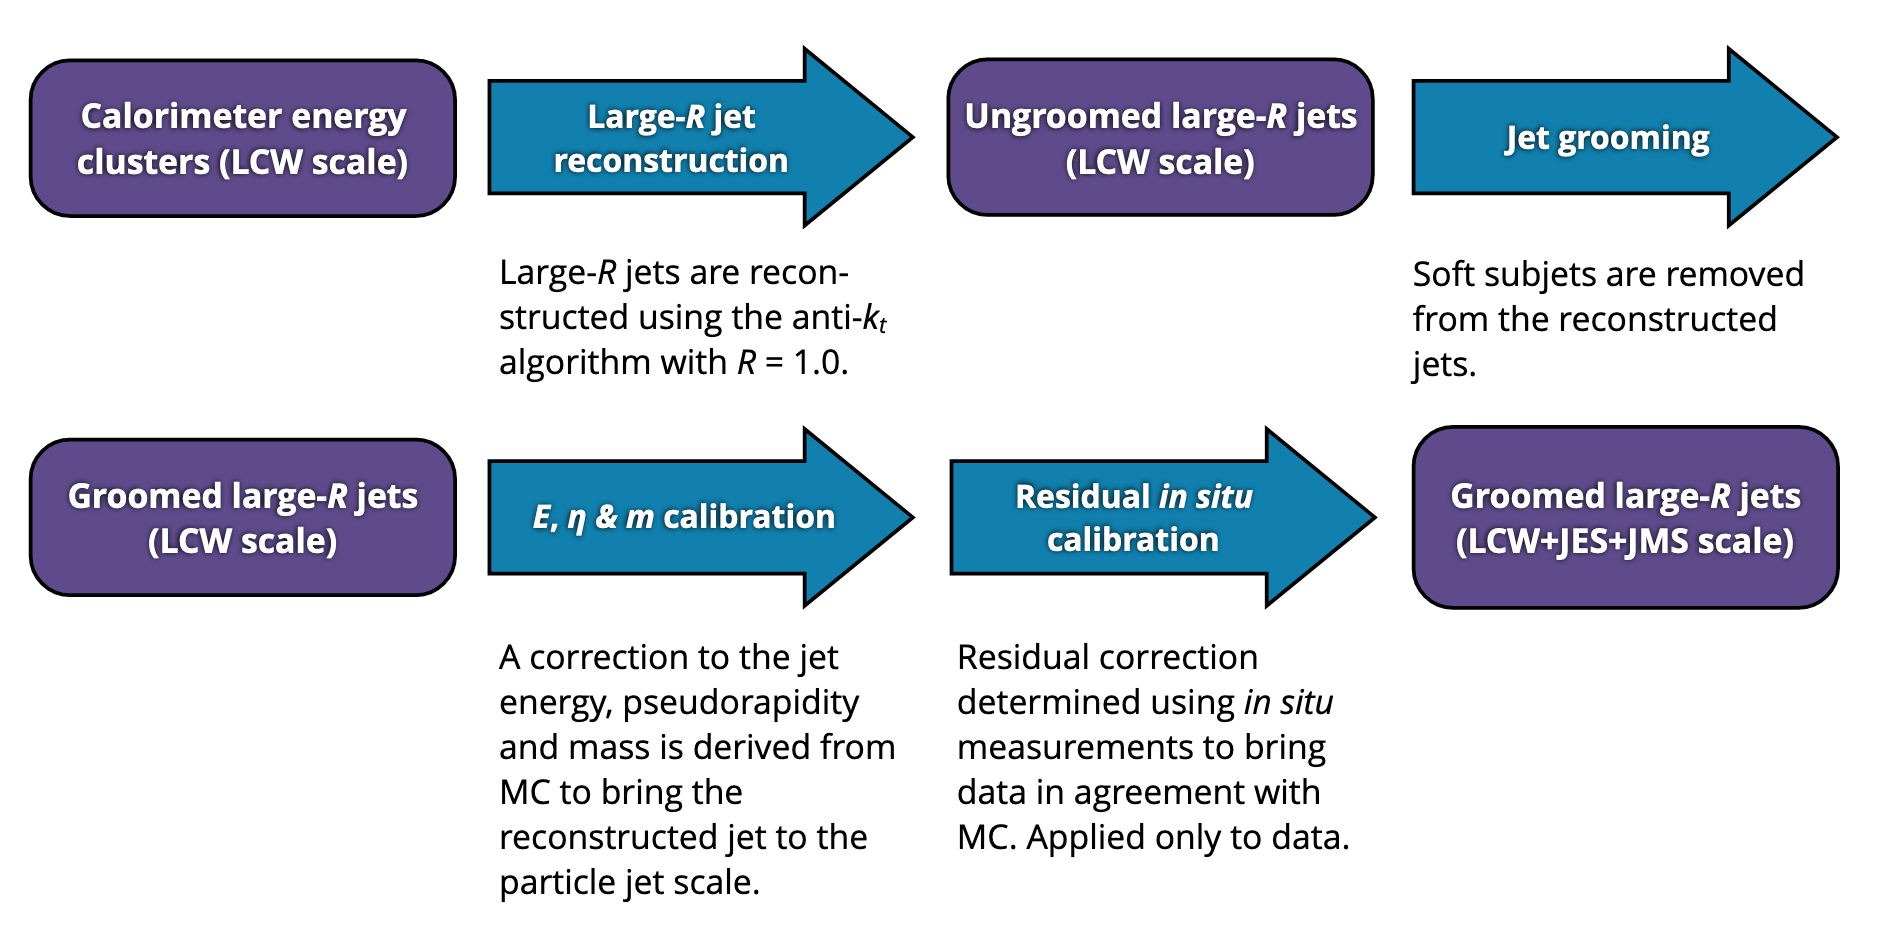 Calorimeter energy
clusters (LCW scale)
Large-R jet
reconstruction
Ungroomed large-R jets
(LCW scale)
Jet grooming
Large-R jets are recon-
structed using the anti-kt
algorithm with R = 1.0.
Soft subjets are removed
from the reconstructed
jets.
Groomed large-R jets
(LCW scale)
E, η & m calibration
Residual in situ
calibration
Groomed large-R jets
(LCW+JES+JMS scale)
A correction to the jet
energy, pseudorapidity
and mass is derived from
MC to bring the
reconstructed jet to the
particle jet scale.
Residual correction
determined using in situ
measurements to bring
data in agreement with
MC. Applied only to data.